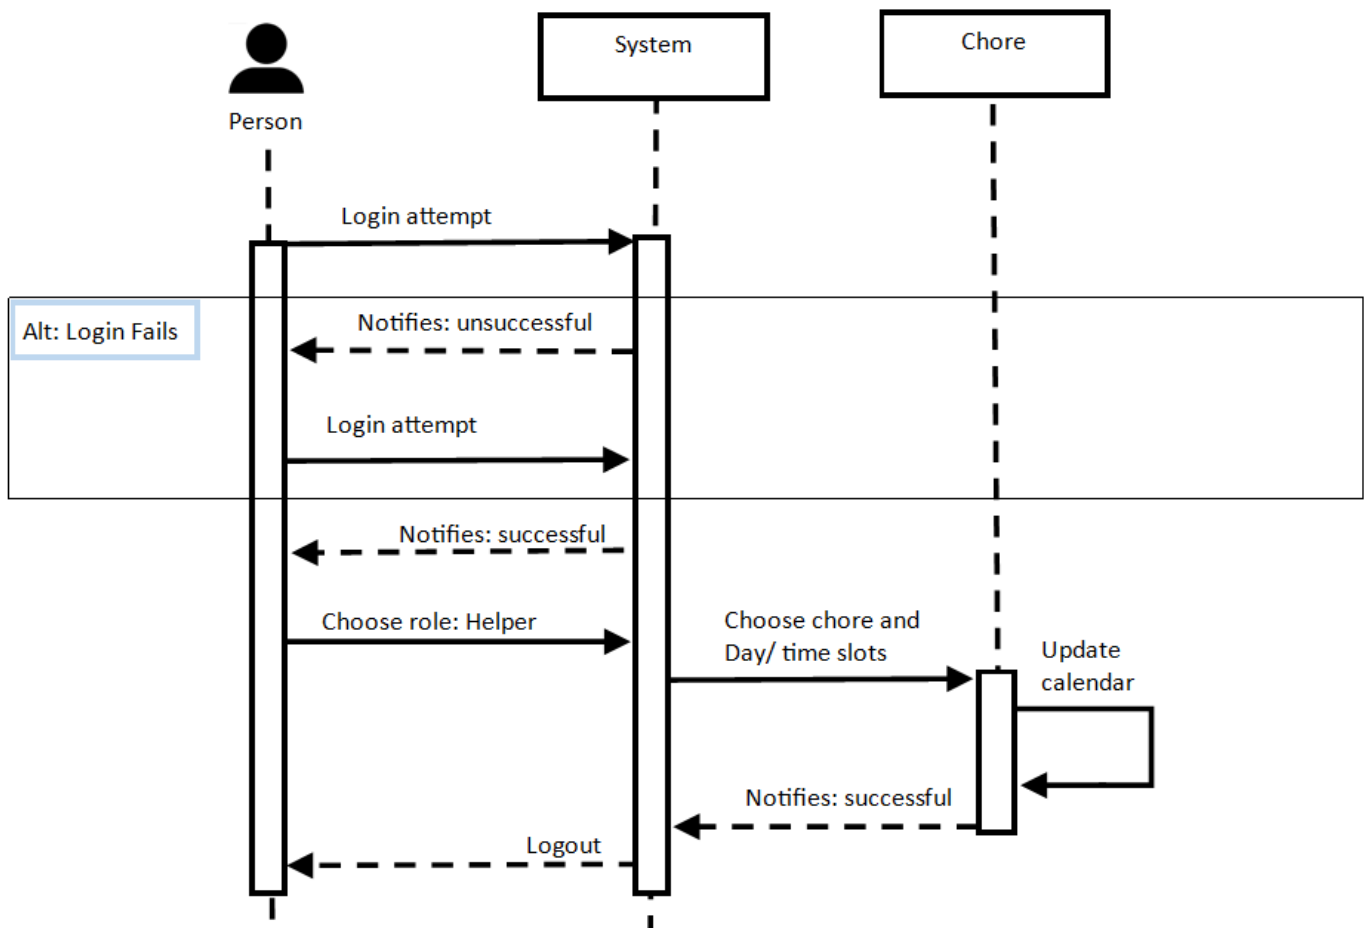 System
Chore
Person
Login attempt
Alt: Login Fails
Notifies: unsuccessful
Login attempt
Notifies: successful
Choose role: Helper
Choose chore and
Day/ time slots
Update
calendar
Notifies: successful
Logout